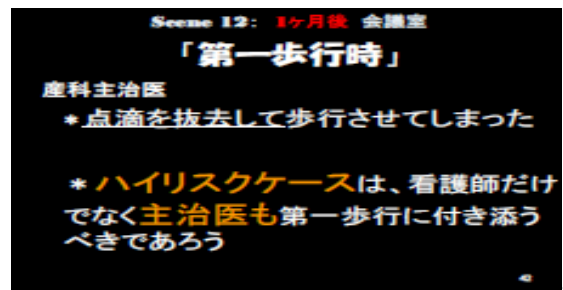 Scene 12: 1ヶ月後 会議室
「第一歩行時」
産科主治医
＊点滴を抜去して歩行させてしまった
＊ハイリスクケースは、看護師だけ
でなく主治医も第一歩行に付き添う
べきであろう